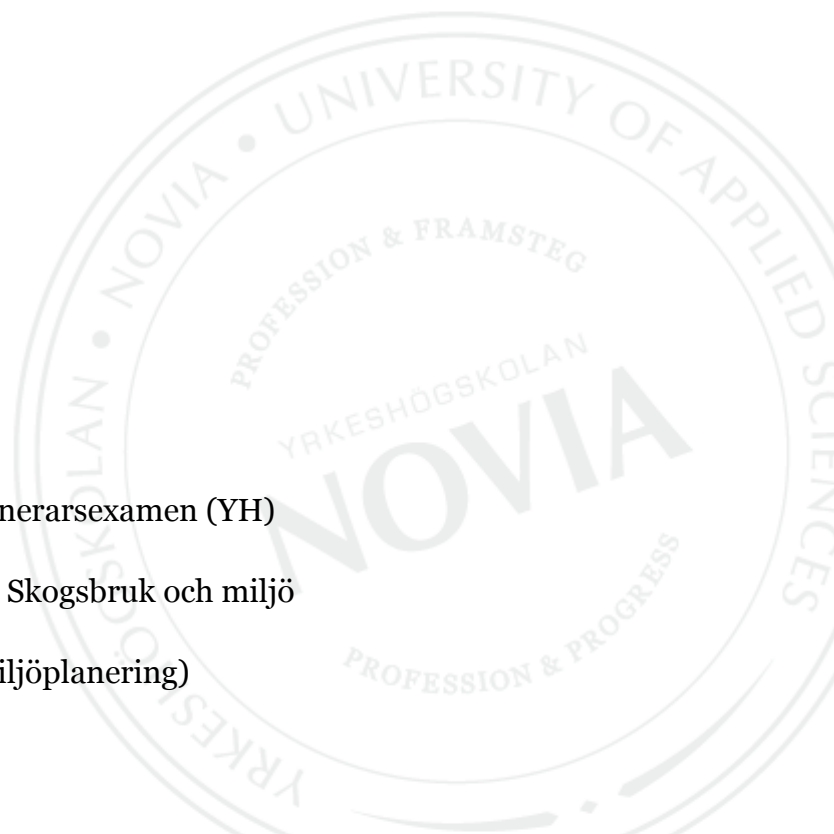 NOVIA • UNIVERSITY OF APPLIED SCIENCES
YRKESHÖGSKOLAN
PROFESSION & FRAMSTEG
YRKESHÖGSKOLAN
NOVIA
PROFESSION & PROGRESS
nerarsexamen (YH)
Skogsbruk och miljö
iljöplanering)